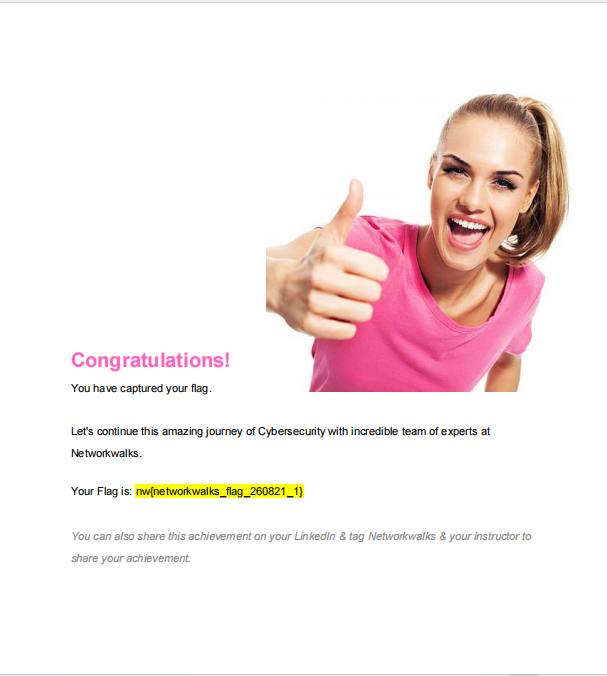 Congratulations!
You have captured your flag.
Let's continue this amazing journey of Cybersecurity with incredible team of experts at
Networkwalks.
Your Flag is: nw{networkwalks_flag_260821_1}
You can also share this achievement on your LinkedIn & tag Networkwalks & your instructor to
share your achievement.